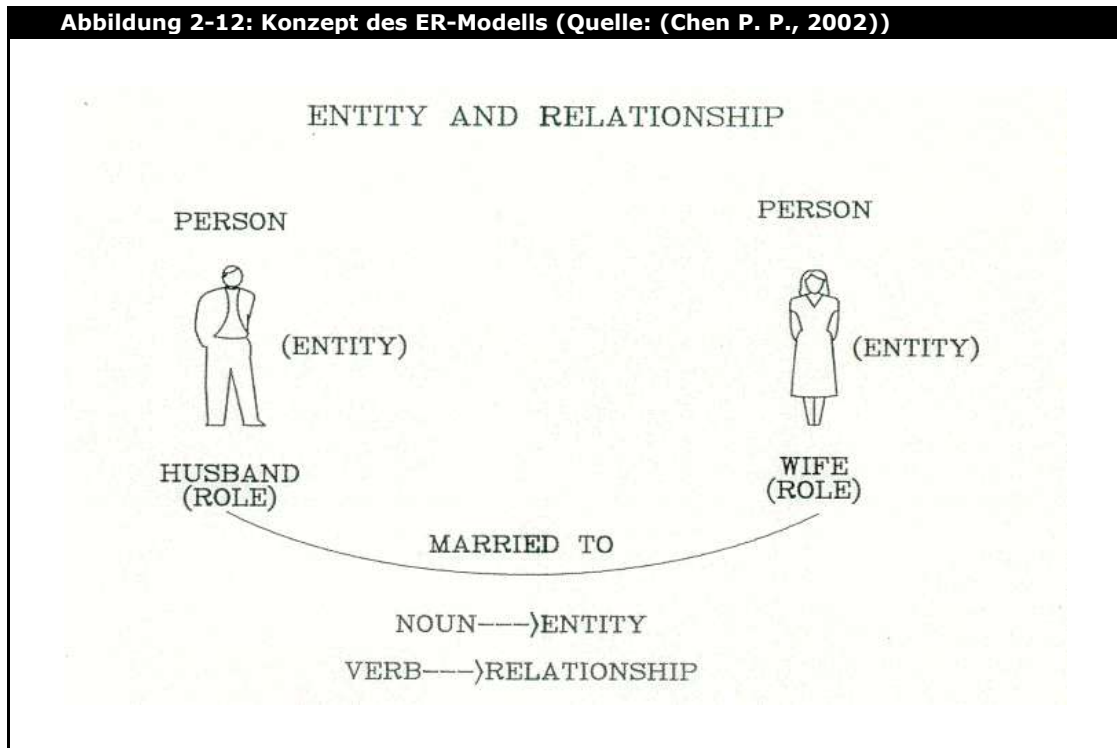 Abbildung 2-12: Konzept des ER-Modells (Quelle: (Chen P. P., 2002))
ENTITY AND RELATIONSHIP
PERSON
PERSON
(ENTITY)
(ENTITY)
HUSBAND
(ROLE)
WIFE
(ROLE)
MARRIED TO
NOUN--->ENTITY
VERB--->RELATIONSHIP